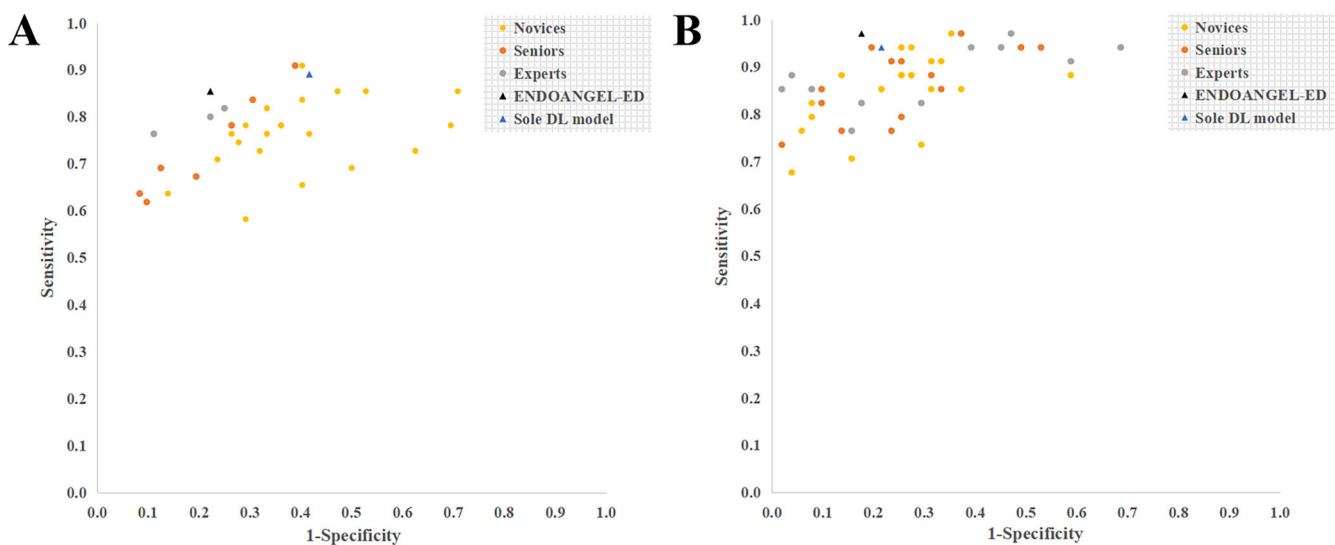 A
1.0
0.9
0.8
0.7
0.6
0.5
0.4
0.3
0.2
0.1
0.0
Sensitivity
0.0 0.1 0.2 0.3 0.4 0.5 0.6 0.7 0.8 0.9 1.0
1-Specificity
Novices
Seniors
Experts
ENDOANGEL-ED
Sole DL model
B
1.0
0.9
0.8
0.7
0.6
0.5
0.4
0.3
0.2
0.1
0.0
Sensitivity
0.0 0.1 0.2 0.3 0.4 0.5 0.6 0.7 0.8 0.9 1.0
1-Specificity
Novices
Seniors
Experts
ENDOANGEL-ED
Sole DL model